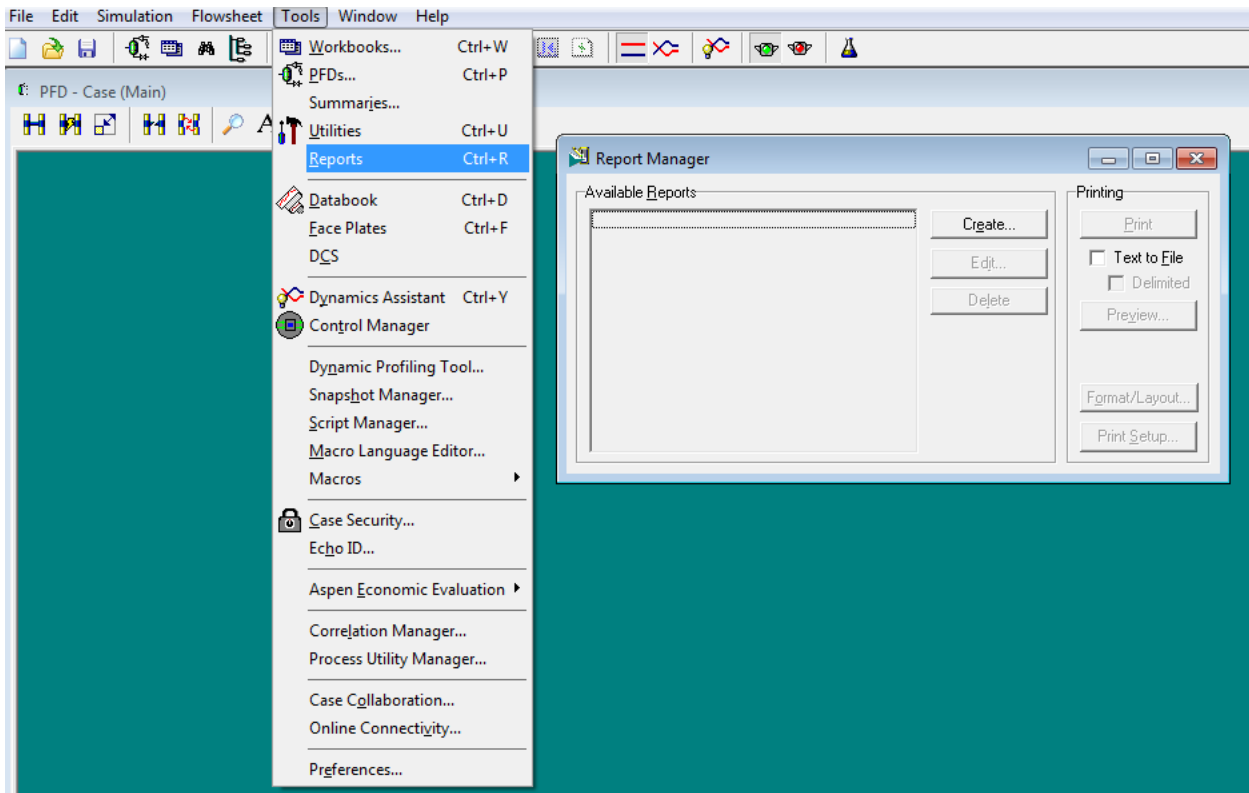 File Edit Simulation Flowsheet Tools Window Help
PFD - Case (Main)
A
Workbooks... Ctrl+W
PFDs... Ctrl+P
Summaries...
Utilities Ctrl+U
Reports Ctrl+R
Databook Ctrl+D
Face Plates Ctrl+F
DCS
Dynamics Assistant Ctrl+Y
Control Manager
Dynamic Profiling Tool...
Snapshot Manager...
Script Manager...
Macro Language Editor...
Macros
Case Security...
Echo ID...
Aspen Economic Evaluation
Correlation Manager...
Process Utility Manager...
Case Collaboration...
Online Connectivity...
Preferences...
Report Manager
Available Reports
Create...
Edit...
Delete
Printing
Print
Text to File
Delimited
Preview...
Format/Layout...
Print Setup...